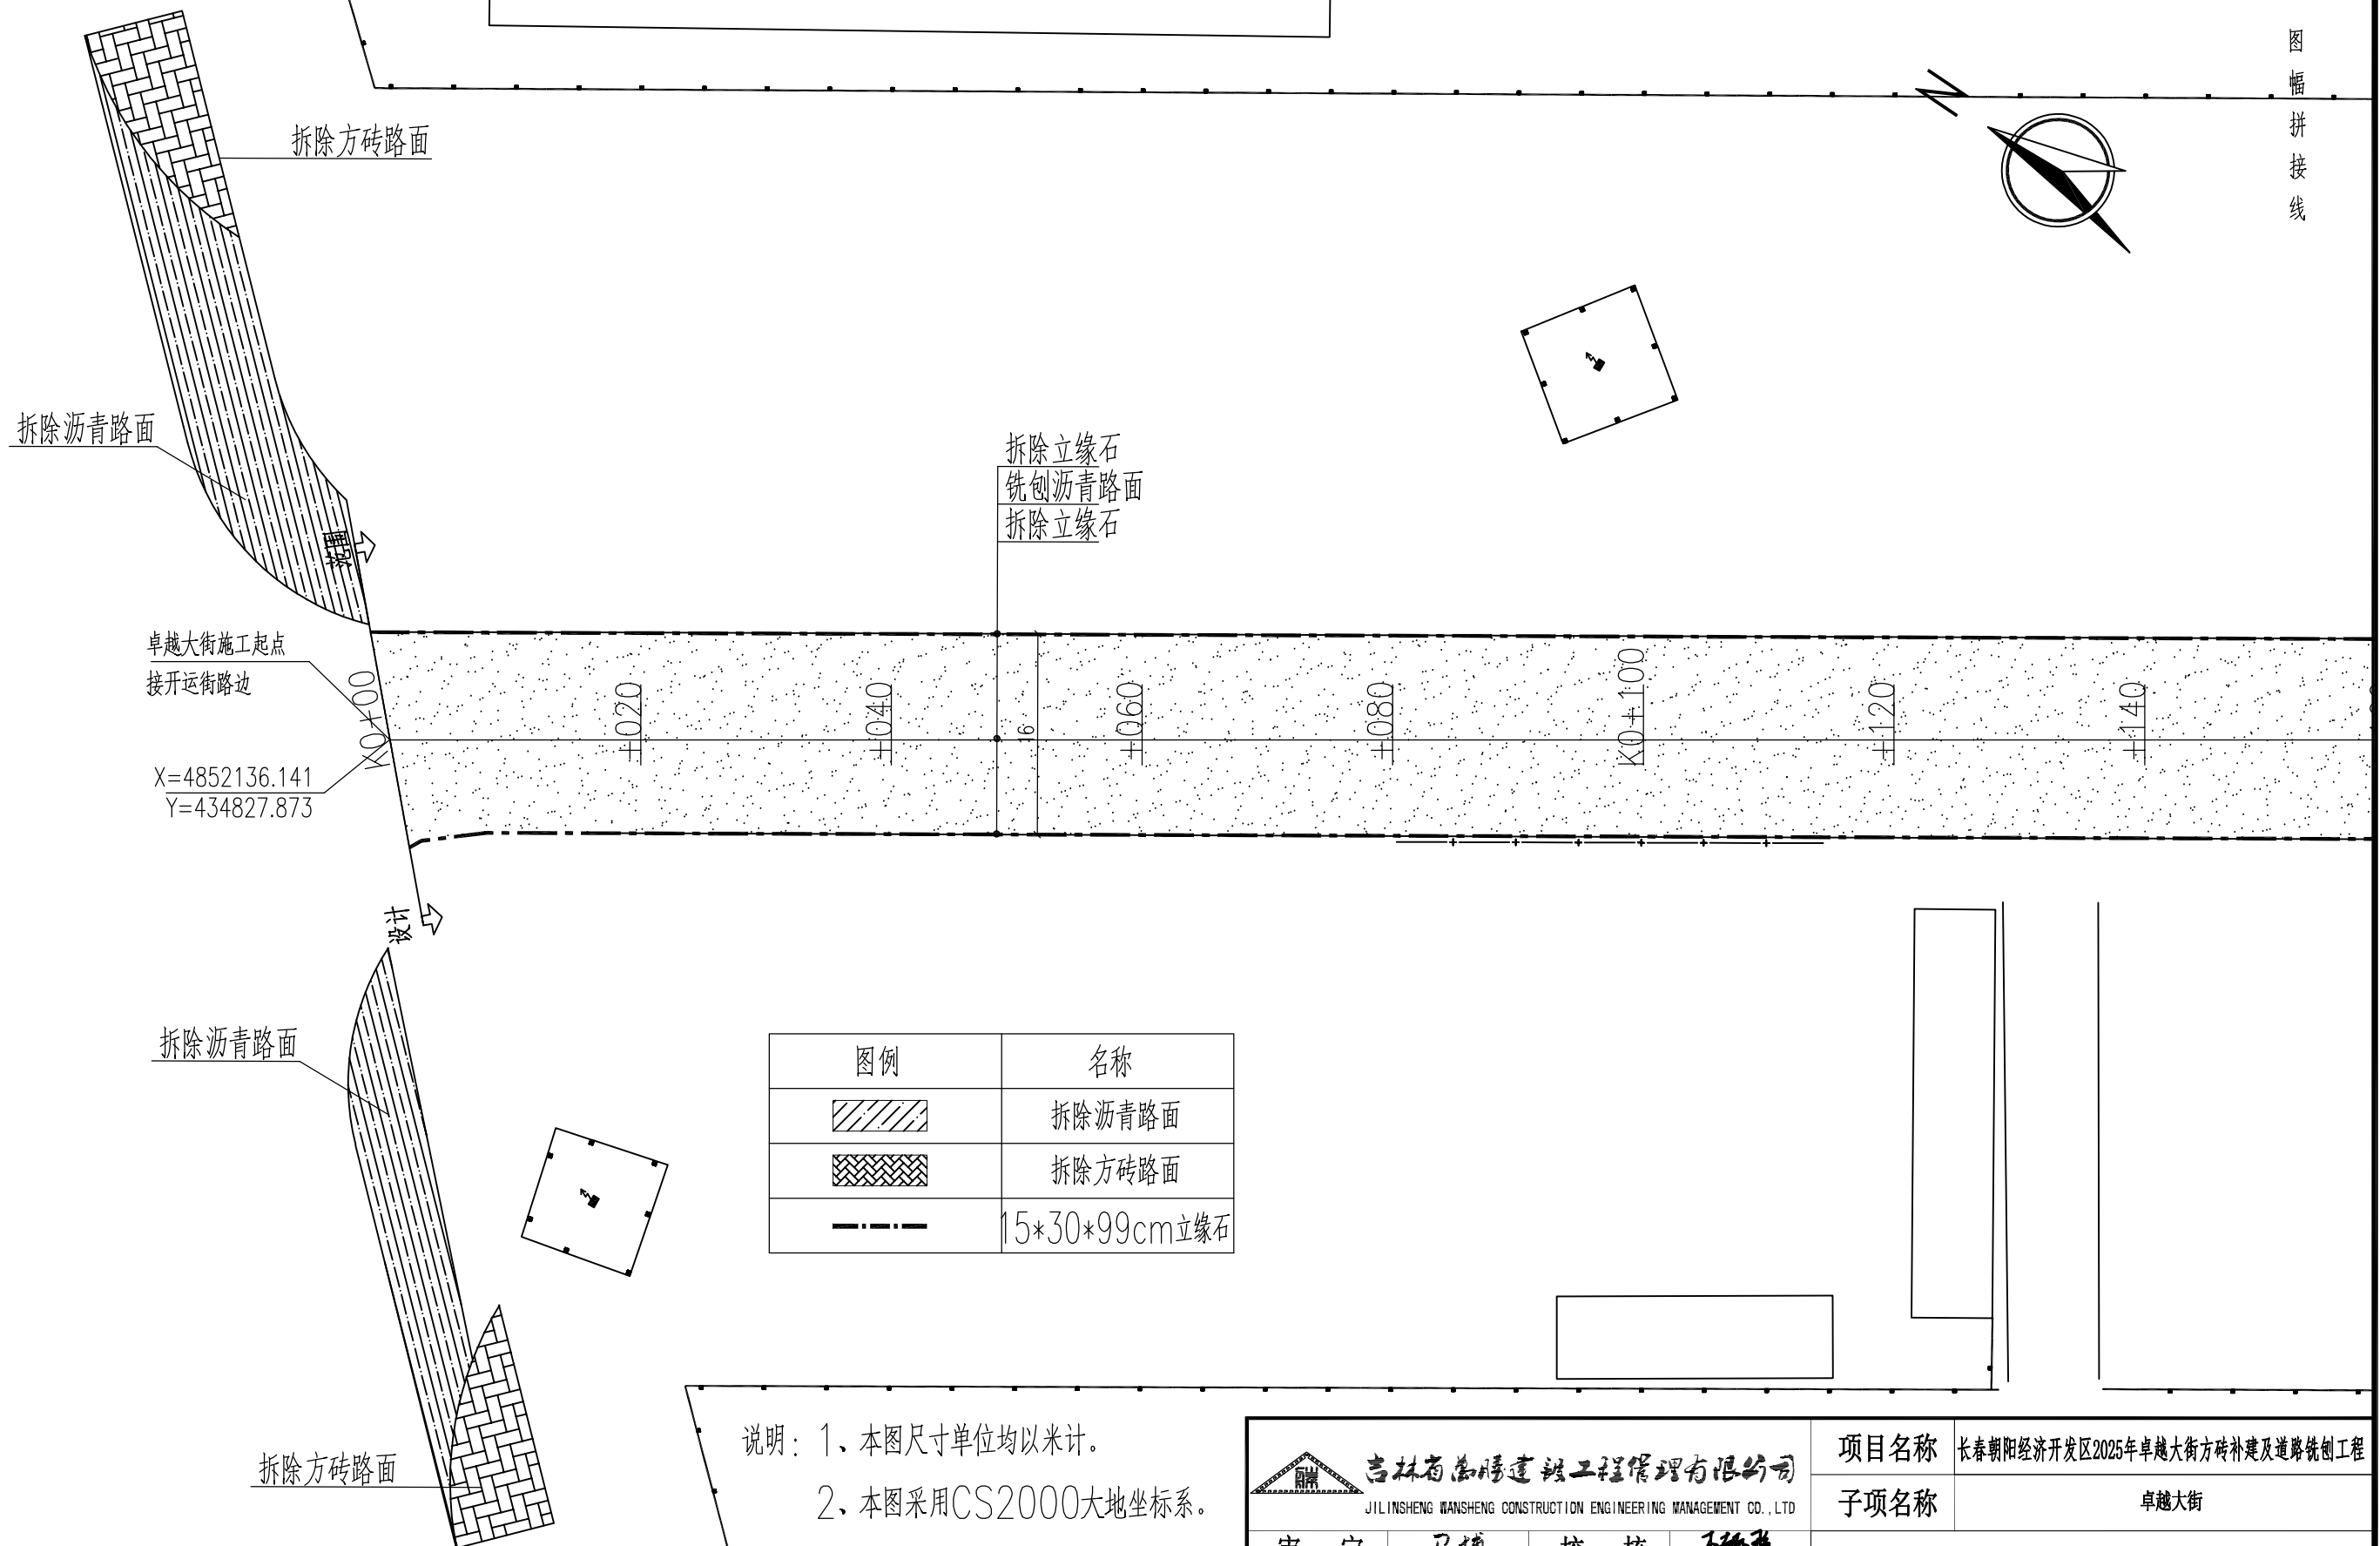 图幅拼接线
拆除方砖路面
拆除沥青路面
拆除立缘石
铣刨沥青路面
拆除立缘石
卓越大街施工起点
接开运街路边
K0+00
+020
+040
16
+060
+080
K0+100
+120
+140
X=4852136.141
Y=434827.873
设计
拆除沥青路面
图例 名称
拆除沥青路面
拆除方砖路面
15*30*99cm立缘石
拆除方砖路面
说明：1、本图尺寸单位均以米计。
2、本图采用CS2000大地坐标系。
吉林省萬勝建設工程管理有限公司
JILINSHENG WANSHENG CONSTRUCTION ENGINEERING MANAGEMENT CO.,LTD
项目名称 长春朝阳经济开发区2025年卓越大街方砖补建及道路铣刨工程
子项名称 卓越大街